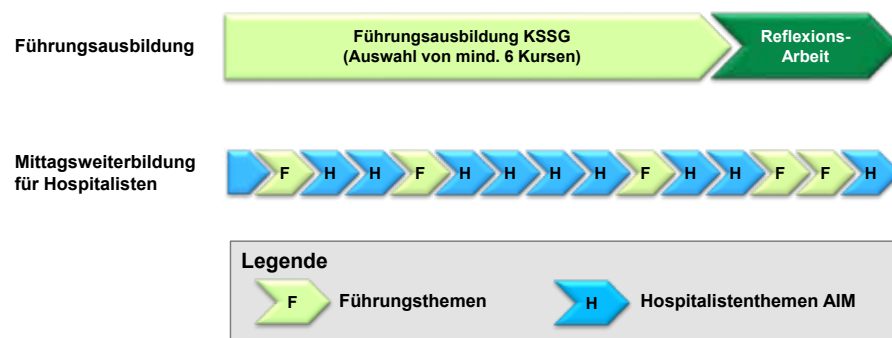 Führungsausbildung
Führungsausbildung KSSG
(Auswahl von mind. 6 Kursen)
Reflexions-
Arbeit
Mittagsweiterbildung
für Hospitalisten
F H H F H H H H F H H F F H
Legende
F Führungsthemen
H Hospitalistenthemen AIM